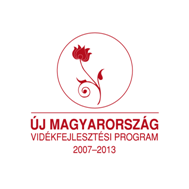 ÚJ MAGYARORSZÁG
VIDÉKFEJLESZTÉSI PROGRAM
2007–2013